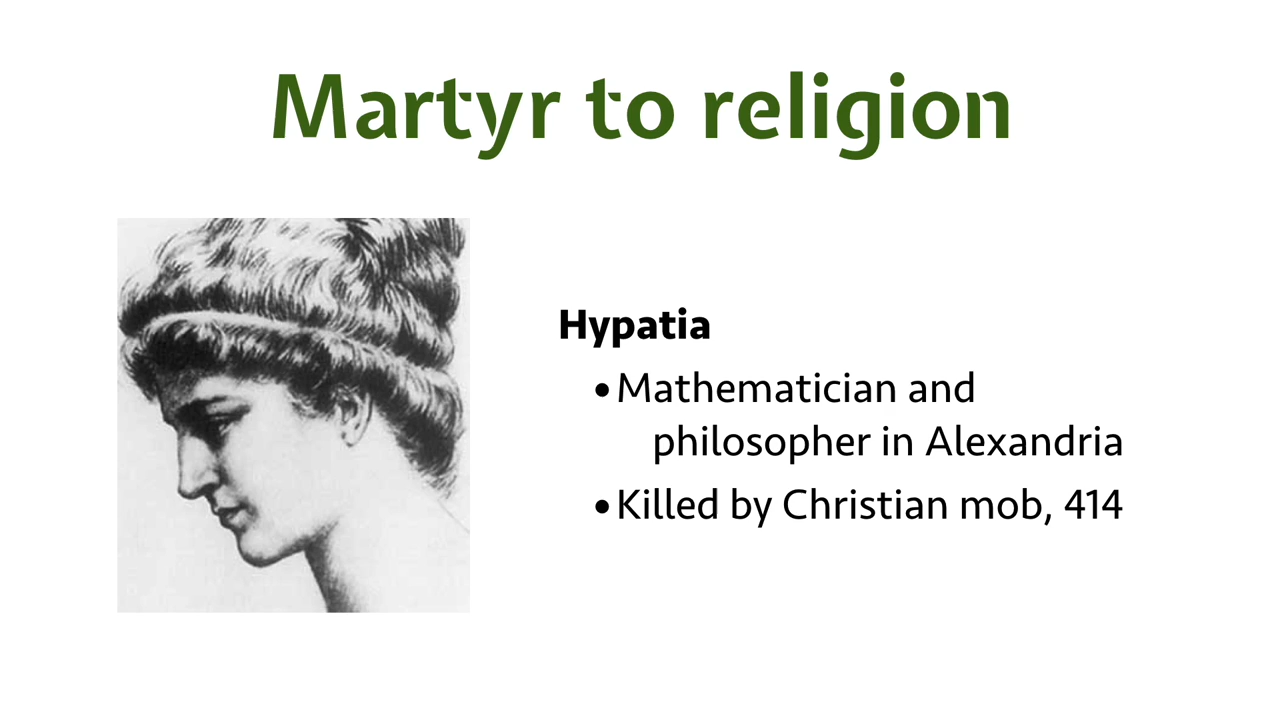 Martyr to religion
Hypatia
•Mathematician and
philosopher in Alexandria
•Killed by Christian mob, 414